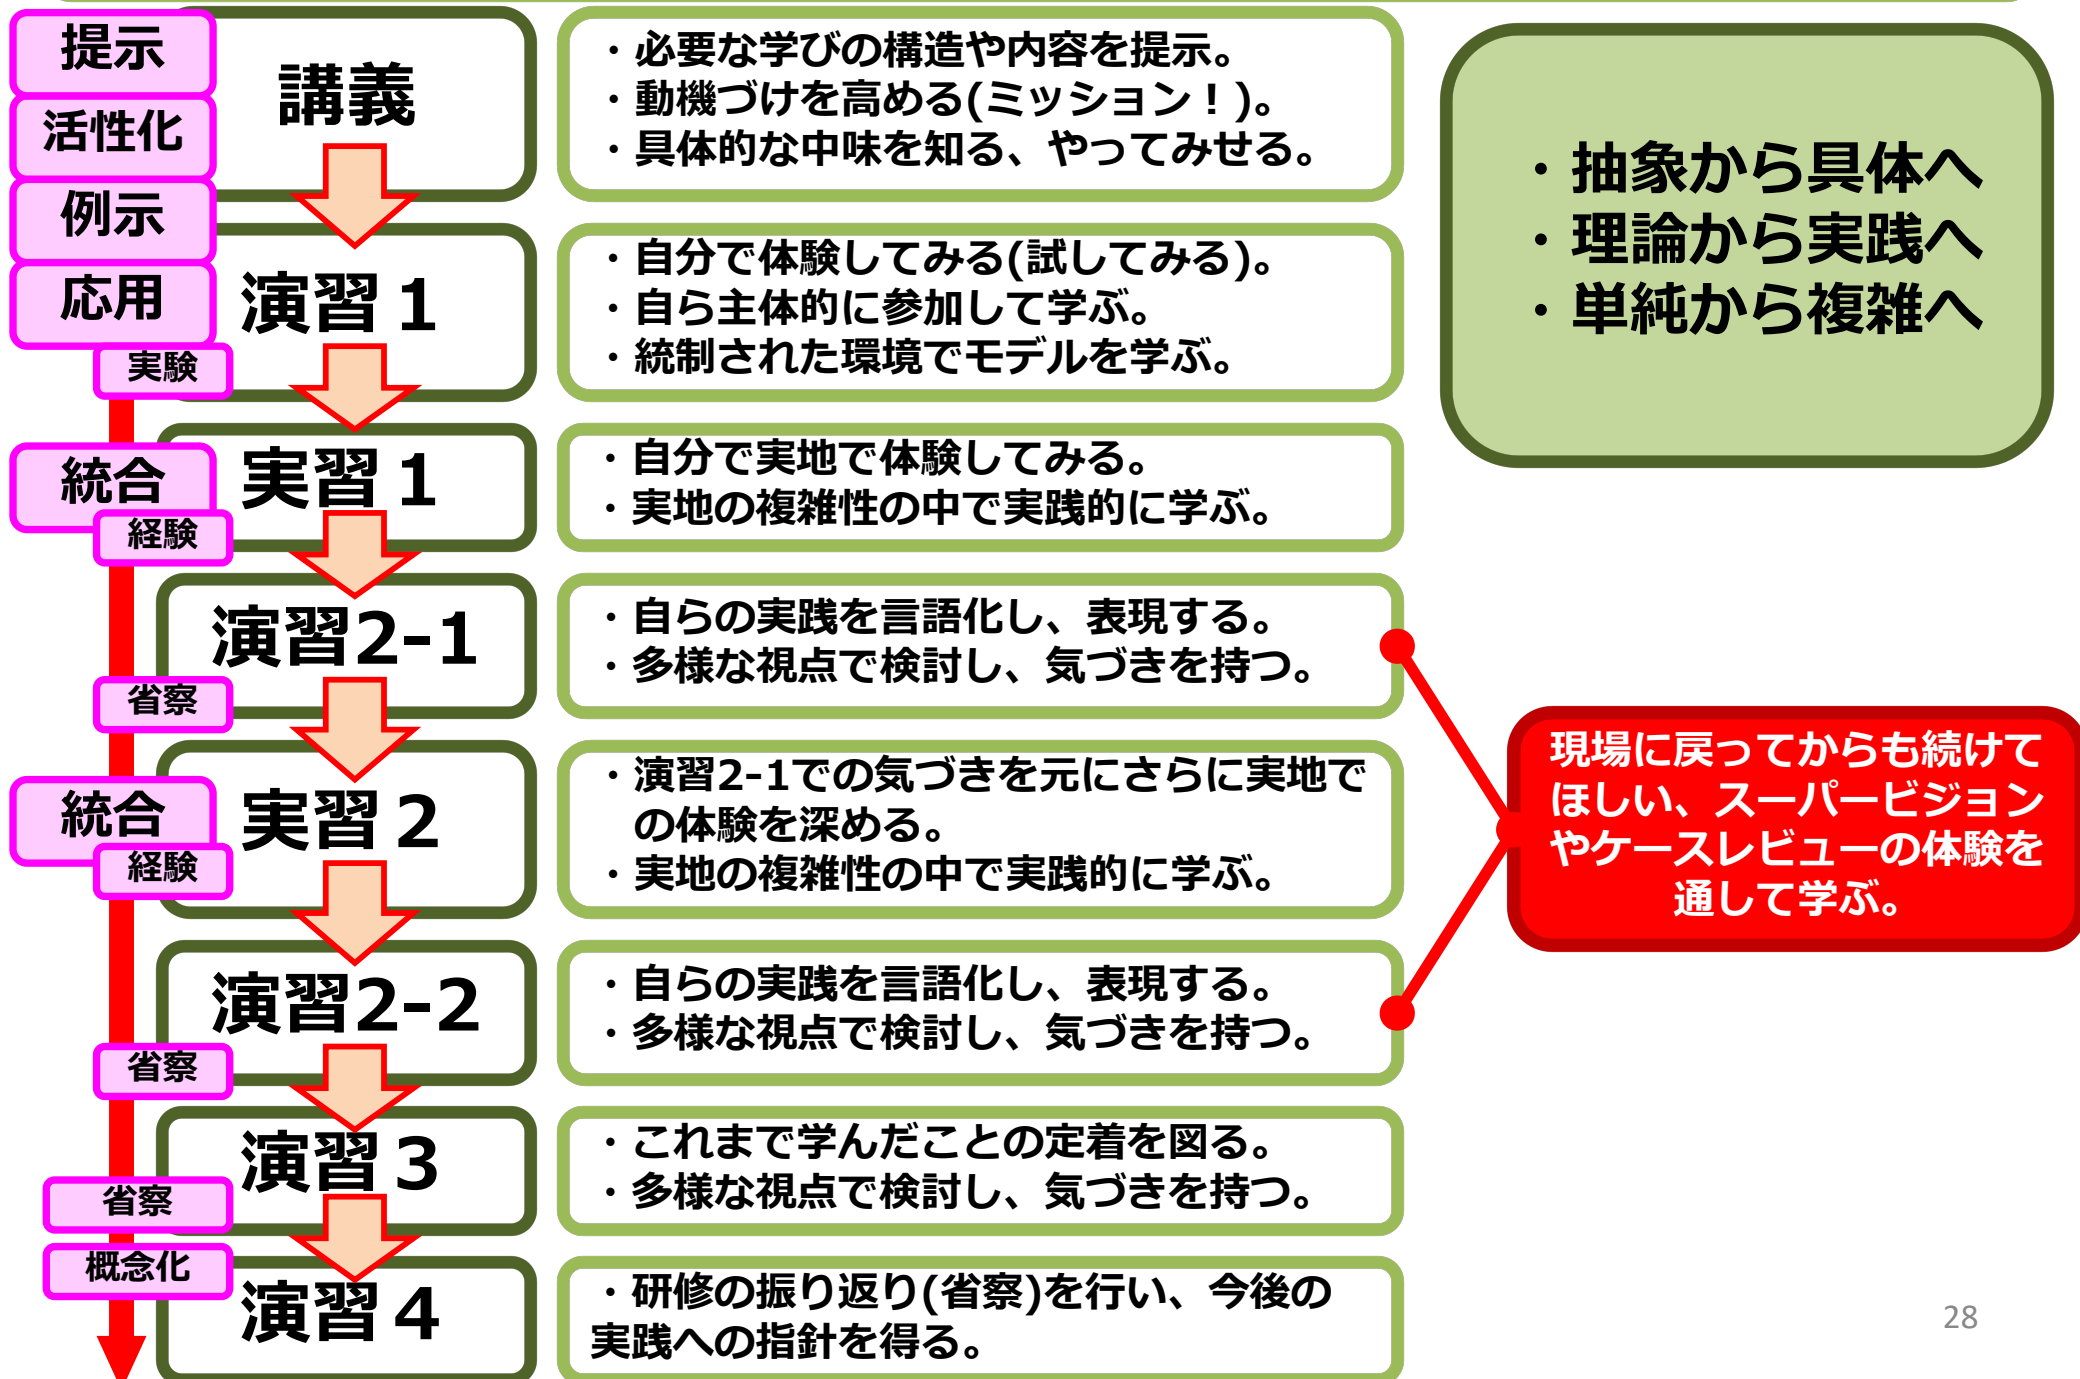 提示
活性化
例示
応用
実験
講義
・必要な学びの構造や内容を提示。
・動機づけを高める(ミッション！)。
・具体的な中味を知る、やってみせる。
・抽象から具体へ
・理論から実践へ
・単純から複雑へ
演習１
・自分で体験してみる(試してみる)。
・自ら主体的に参加して学ぶ。
・統制された環境でモデルを学ぶ。
統合
経験
実習１
・自分で実地で体験してみる。
・実地の複雑性の中で実践的に学ぶ。
演習2-1
省察
・自らの実践を言語化し、表現する。
・多様な視点で検討し、気づきを持つ。
現場に戻ってからも続けて
ほしい、スーパービジョン
やケースレビューの体験を
通して学ぶ。
統合
経験
実習２
・演習2-1での気づきを元にさらに実地で
の体験を深める。
・実地の複雑性の中で実践的に学ぶ。
演習2-2
省察
・自らの実践を言語化し、表現する。
・多様な視点で検討し、気づきを持つ。
演習３
省察
・これまで学んだことの定着を図る。
・多様な視点で検討し、気づきを持つ。
概念化
演習４
・研修の振り返り(省察)を行い、今後の
実践への指針を得る。
28